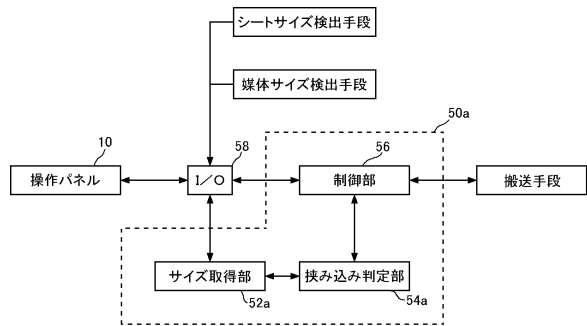 シートサイズ検出手段
媒体サイズ検出手段
50a
10
58
56
操作パネル
I/O
制御部
搬送手段
サイズ取得部
挟み込み判定部
52a
54a